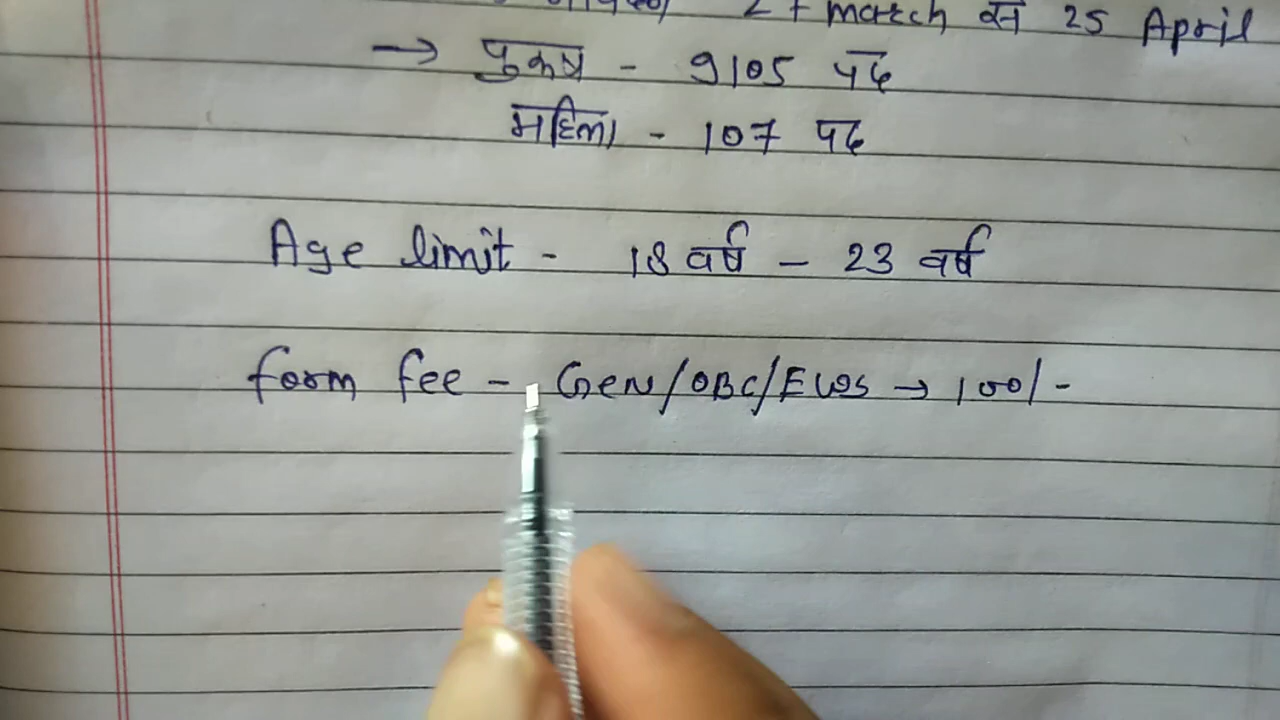 27 march से 25 April
→ पुरूष - 9105 पद
महिला - 107 पद
Age limit - 18 वर्ष - 23 वर्ष
form fee - GeN/OBC/EWS → 100/-